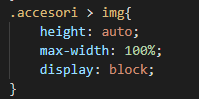 .accesori > img{
    height: auto;
    max-width: 100%;
    display: block;
}